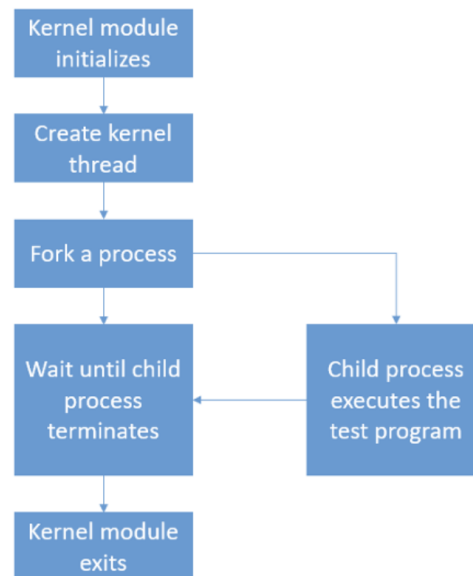 Kernel module
initializes
Create kernel
thread
Fork a process
Wait until child
process
terminates
Child process
executes the
test program
Kernel module
exits